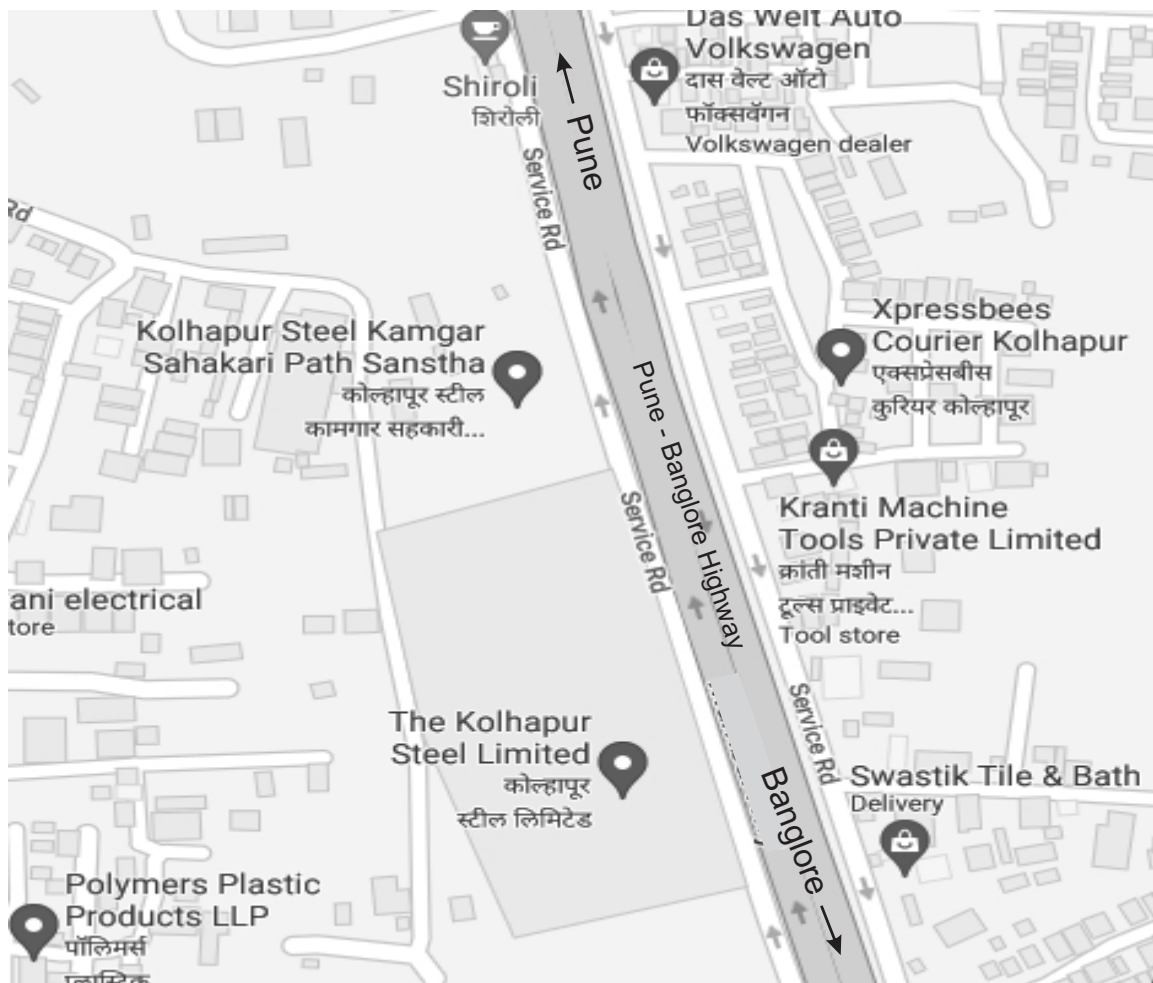 Das Welt Auto
Volkswagen
दास वेल्ट ऑटो
फॉक्सवॅगन
Volkswagen dealer
Shiroli
शिरोली
← Pune
Service Rd
Rd
Kolhapur Steel Kamgar
Sahakari Path Sanstha
कोल्हापूर स्टील
कामगार सहकारी...
Xpressbees
Courier Kolhapur
एक्सप्रेसबीस
कुरियर कोल्हापूर
Pune - Banglore Highway
Service Rd
Kranti Machine
Tools Private Limited
क्रांती मशीन
टूल्स प्राइवेट...
Tool store
ani electrical
tore
The Kolhapur
Steel Limited
कोल्हापूर
स्टील लिमिटेड
Service Rd
Banglore →
Swastik Tile & Bath
Delivery
Polymers Plastic
Products LLP
पॉलिमर्स